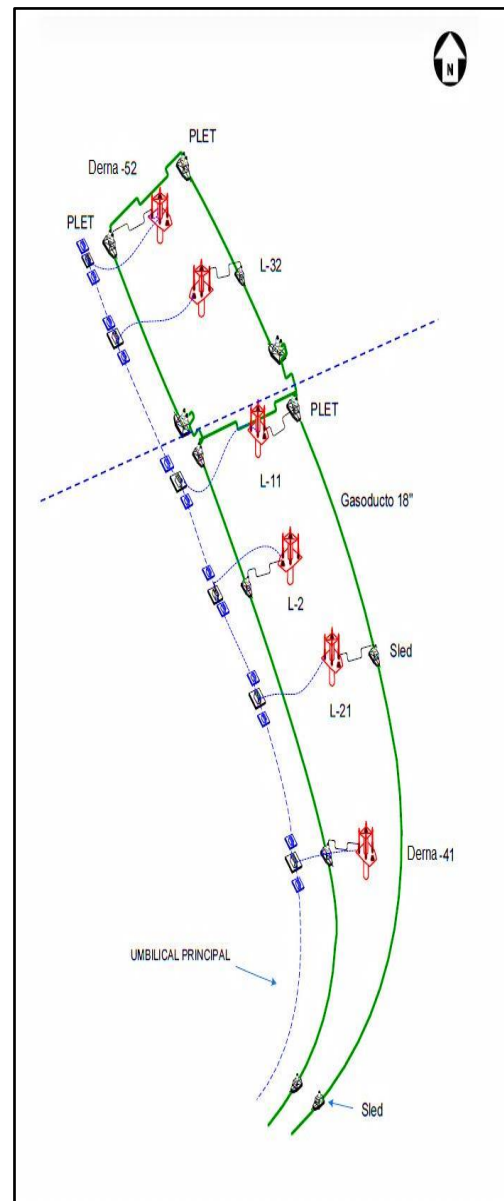 N
PLET
Derna -52
PLET
L-32
PLET
L-11
Gasoducto 18"
L-2
Sled
L-21
Derna -41
UMBILICAL PRINCIPAL
Sled